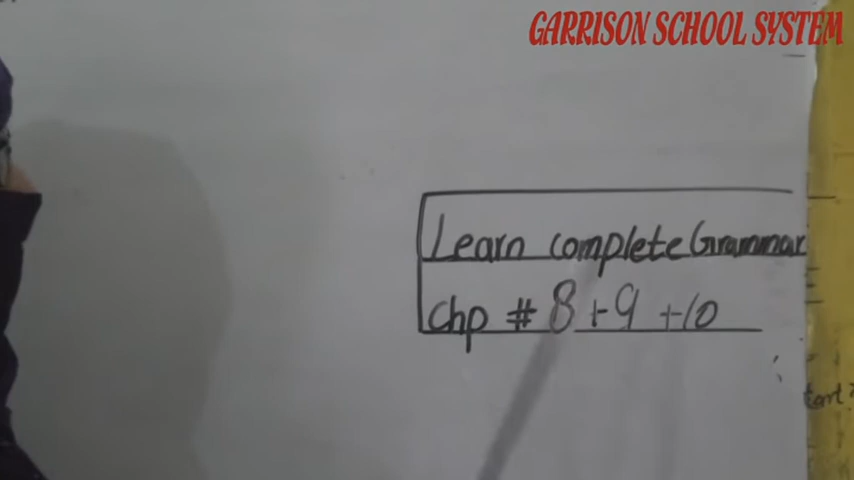 GARRISON SCHOOL SYSTEM
Learn complete Grammar
Chp # 8 + 9 + 10